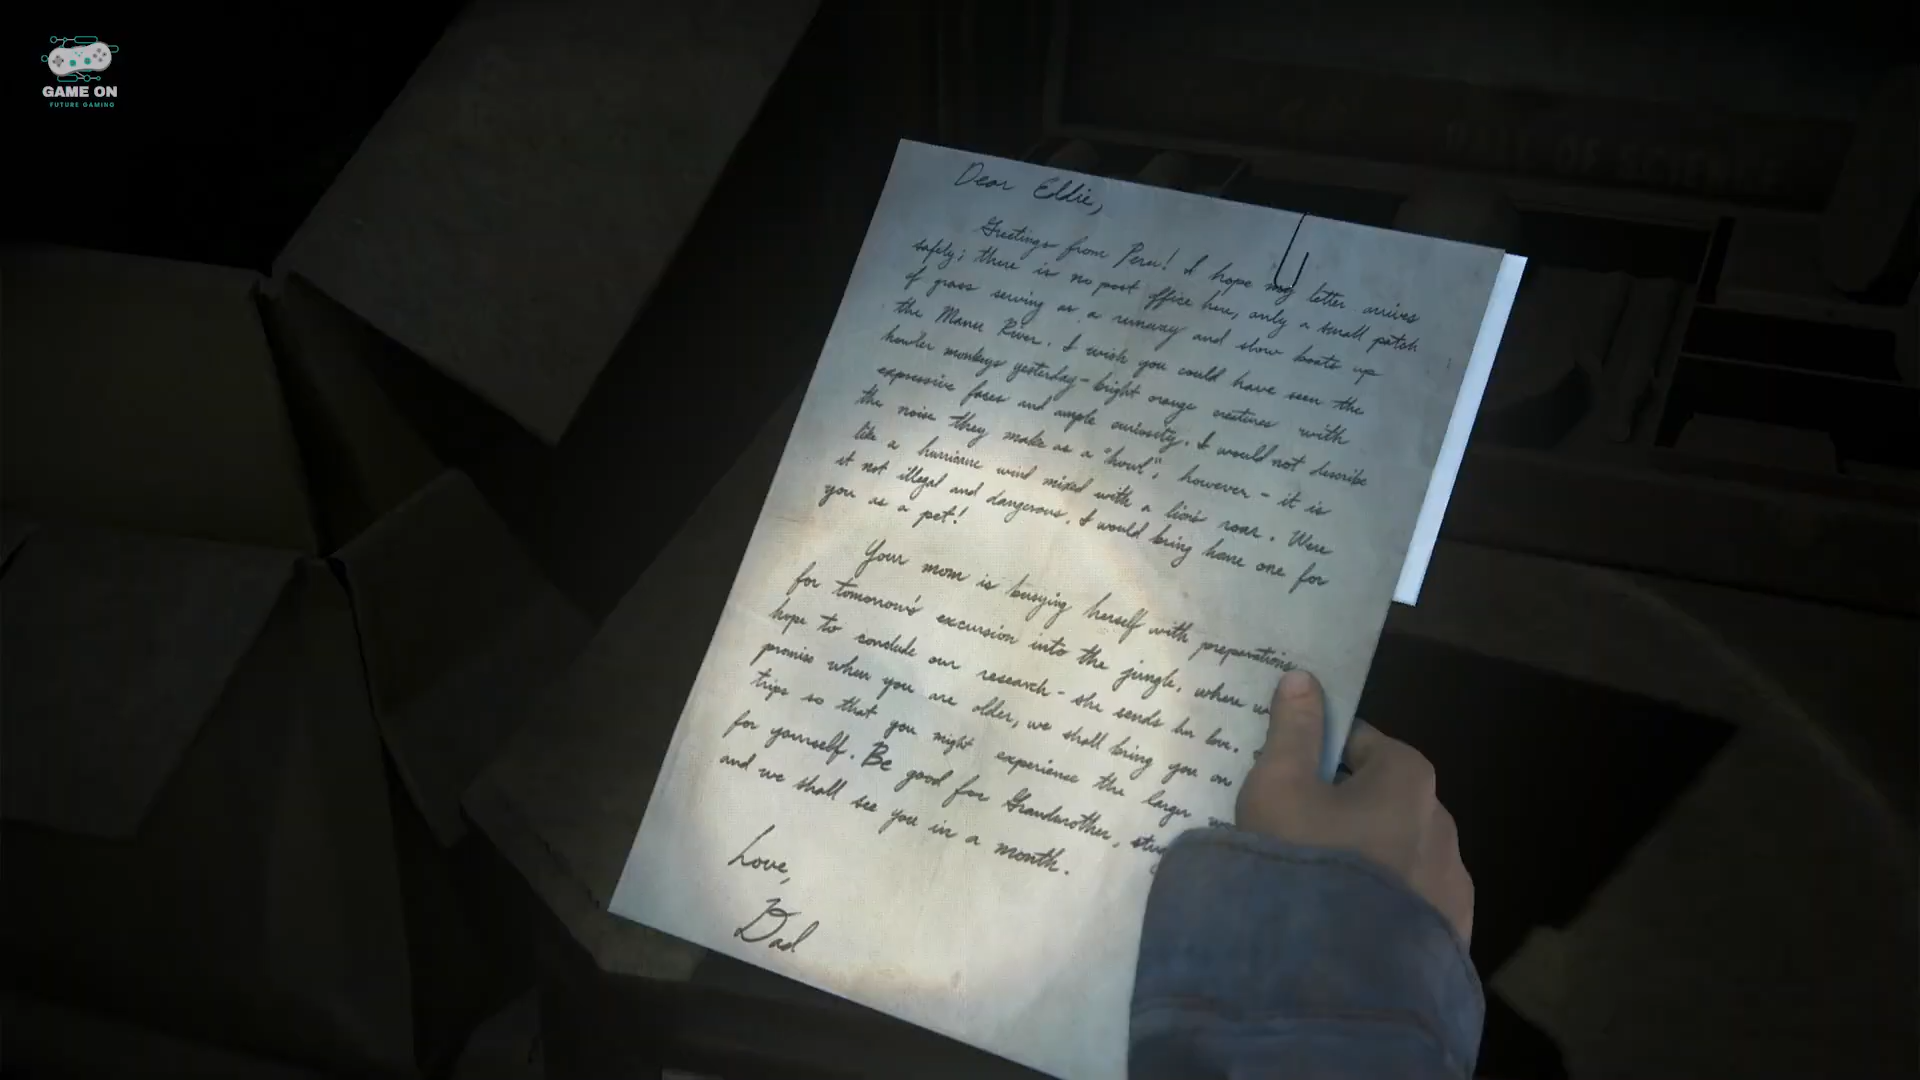 GAME ON
FUTURE GAMING
Dear Eddie,
Greetings from Peru! I hope my letter arrives
safely; there is no post office here, only a small patch
of grass serving as a runway and slow boats up
the Manu River. I wish you could have seen the
howler monkeys yesterday - bright orange creatures with
expressive faces and ample curiosity. I would not describe
the noise they make as a "howl", however - it is
like a hurricane wind mixed with a lion's roar. Were
it not illegal and dangerous, I would bring home one for
you as a pet!
Your mom is busying herself with preparations
for tomorrow's excursion into the jungle, where
hope to conclude our research - she sends her love.
promise when you are older, we shall bring you on
trips so that you might experience the larger
for yourself. Be good for Grandmother,
and we shall see you in a month.
Love,
Dad